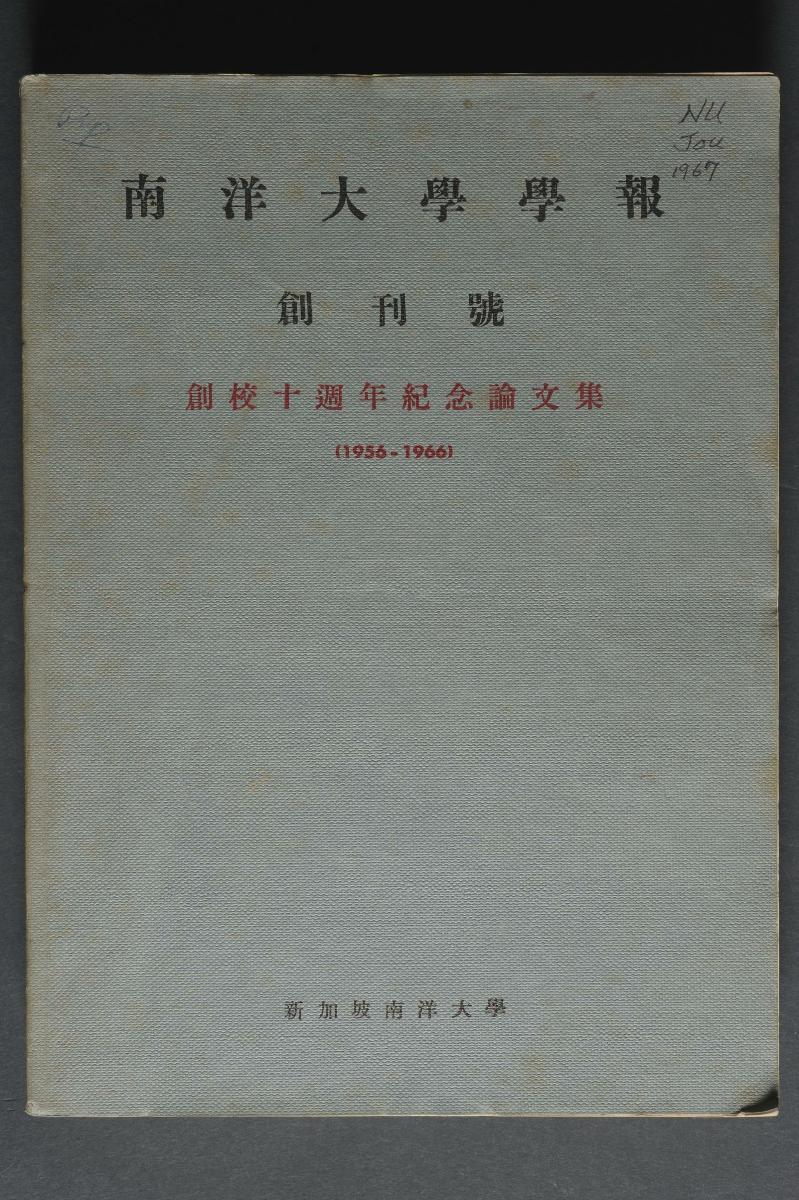 NU
Jou
1967
南洋大學學報
創刊號
創校十週年紀念論文集
(1956-1966)
新加坡南洋大學